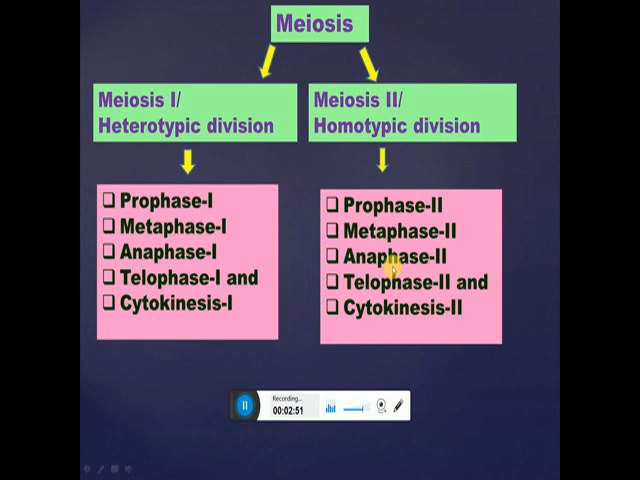 Meiosis
Meiosis I/
Heterotypic division
Meiosis II/
Homotypic division
❑ Prophase-I
❑ Metaphase-I
❑ Anaphase-I
❑ Telophase-I and
❑ Cytokinesis-I
❑ Prophase-II
❑ Metaphase-II
❑ Anaphase-II
❑ Telophase-II and
❑ Cytokinesis-II
Recording...
00:02:51